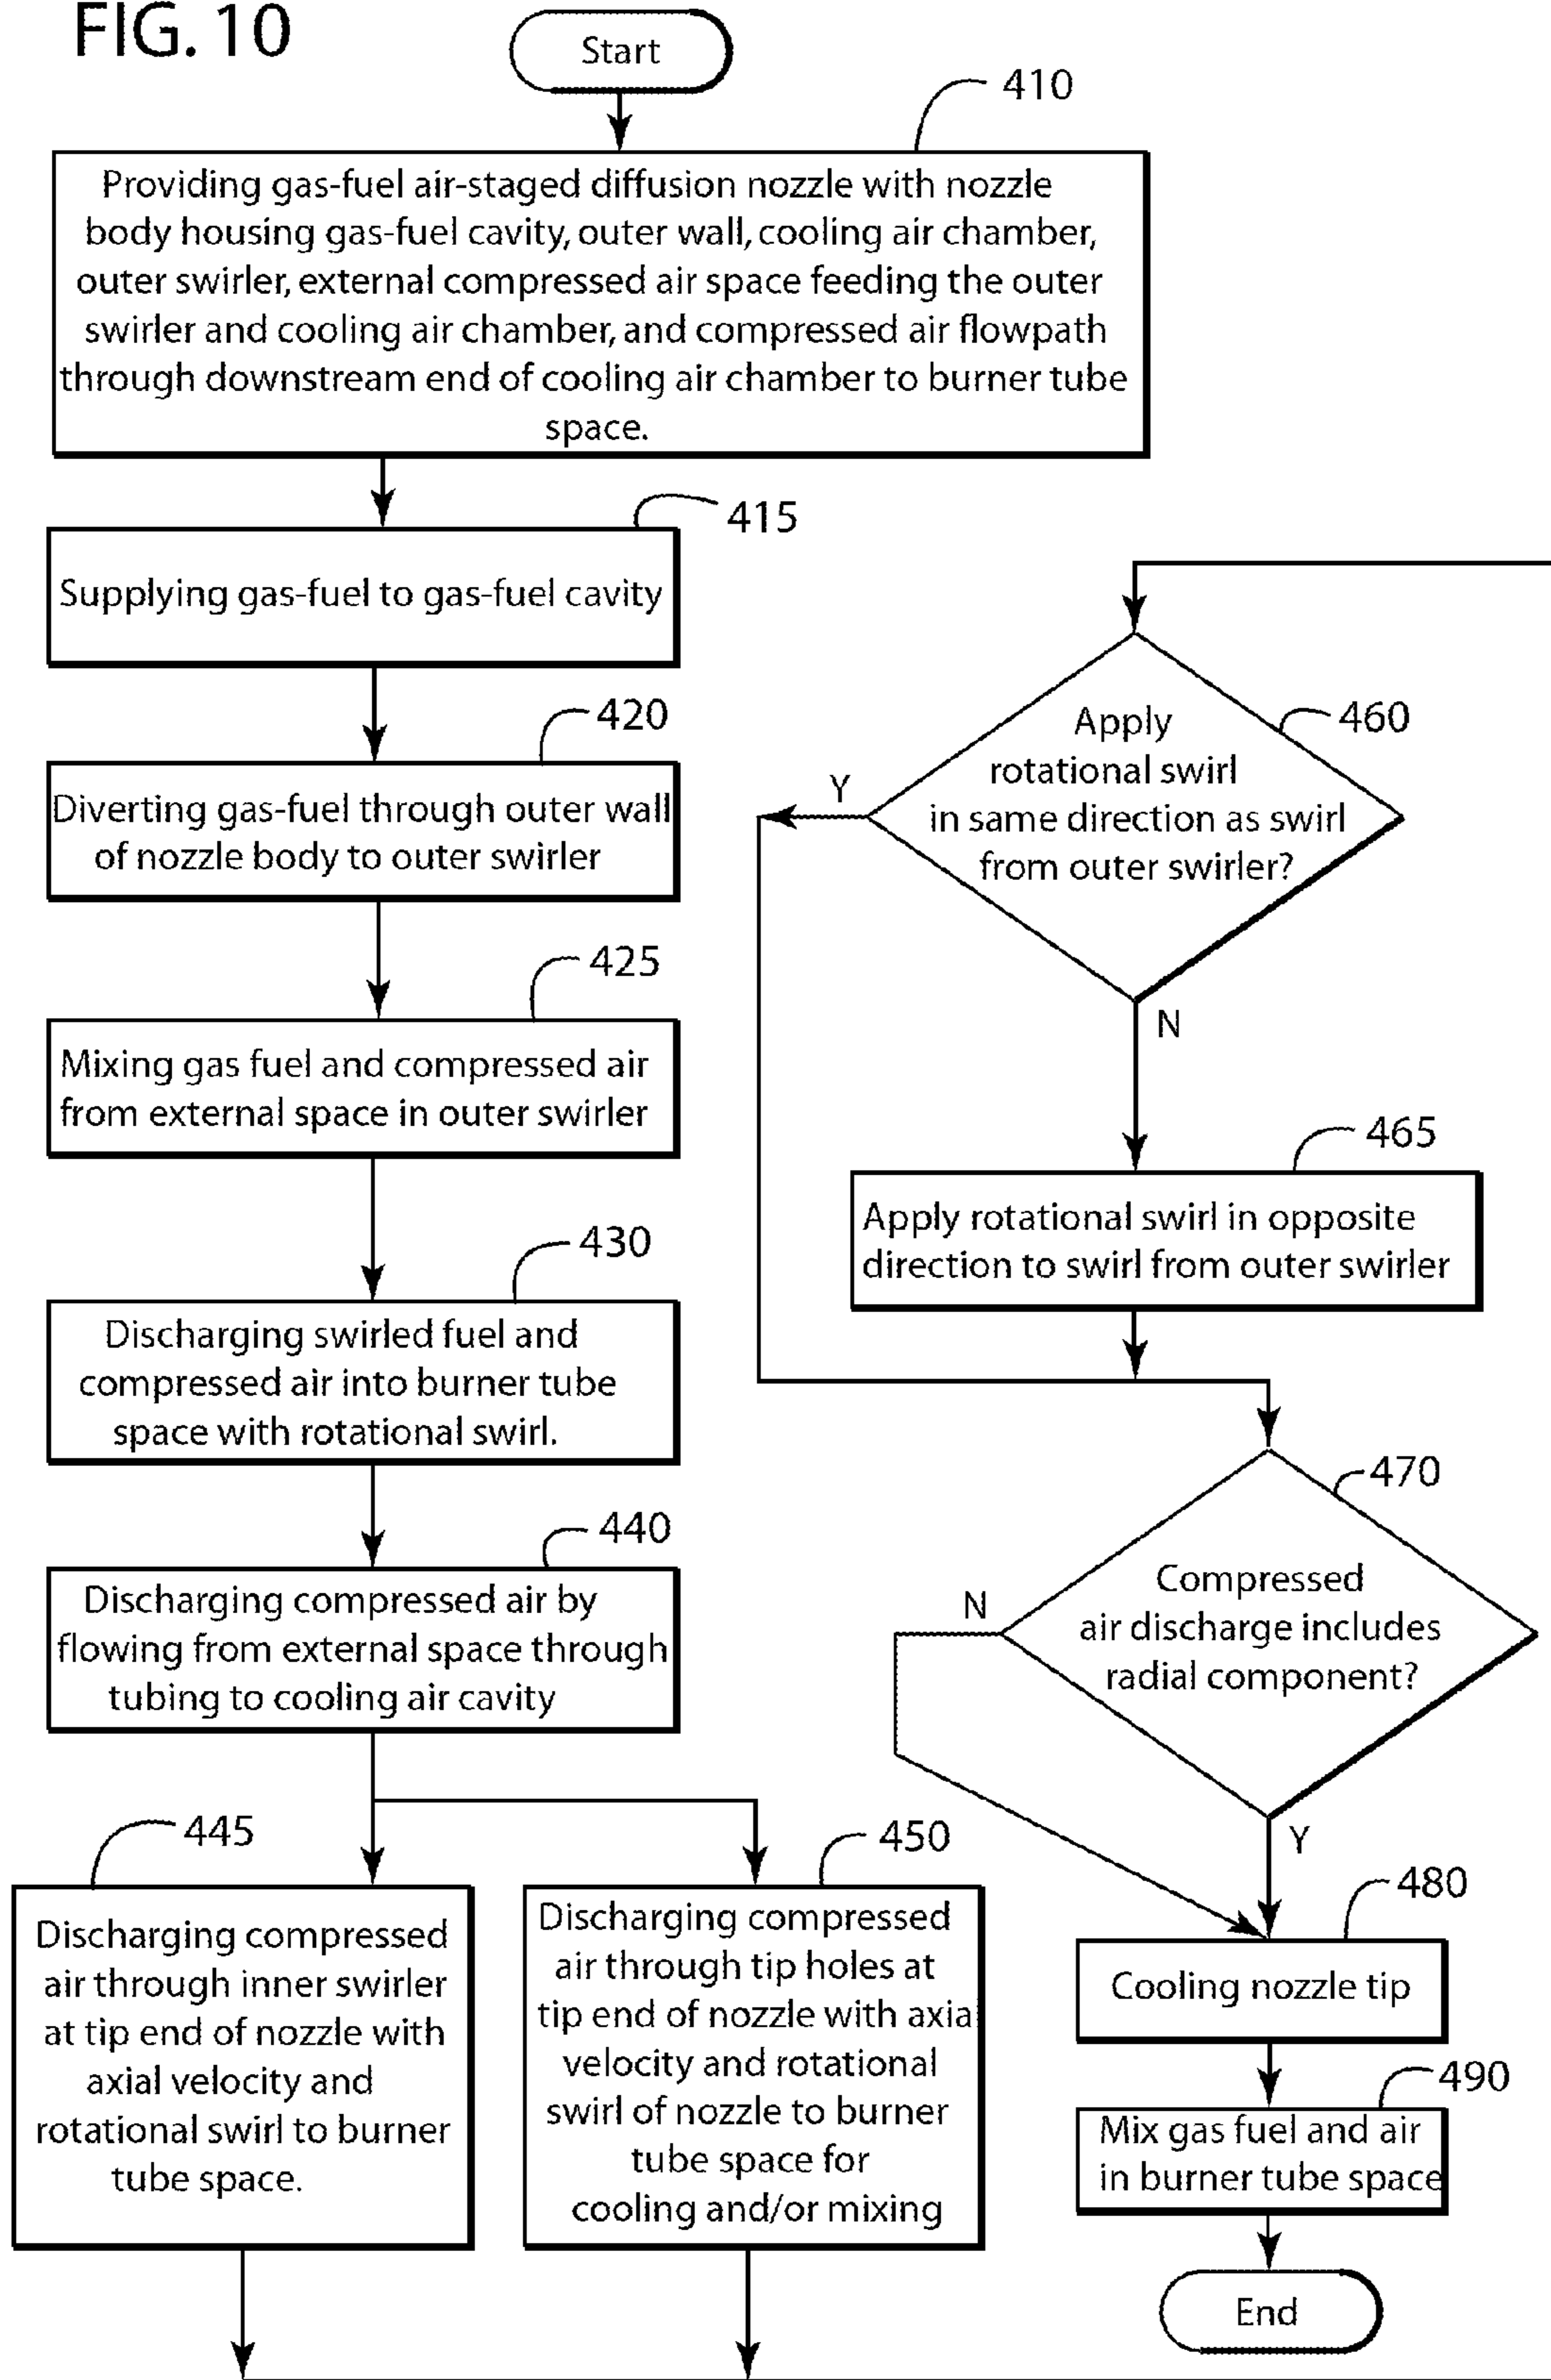 FIG. 10
Start
410
Providing gas-fuel air-staged diffusion nozzle with nozzle
body housing gas-fuel cavity, outer wall, cooling air chamber,
outer swirler, external compressed air space feeding the outer
swirler and cooling air chamber, and compressed air flowpath
through downstream end of cooling air chamber to burner tube
space.
415
Supplying gas-fuel to gas-fuel cavity
420
Diverting gas-fuel through outer wall
of nozzle body to outer swirler
425
Mixing gas fuel and compressed air
from external space in outer swirler
430
Discharging swirled fuel and
compressed air into burner tube
space with rotational swirl.
440
Discharging compressed air by
flowing from external space through
tubing to cooling air cavity
445
Discharging compressed
air through inner swirler
at tip end of nozzle with
axial velocity and
rotational swirl to burner
tube space.
450
Discharging compressed
air through tip holes at
tip end of nozzle with axial
velocity and rotational
swirl of nozzle to burner
tube space for
cooling and/or mixing
460
Apply
rotational swirl
in same direction as swirl
from outer swirler?
Y
N
465
Apply rotational swirl in opposite
direction to swirl from outer swirler
470
Compressed
air discharge includes
radial component?
N
Y
480
Cooling nozzle tip
490
Mix gas fuel and air
in burner tube space
End